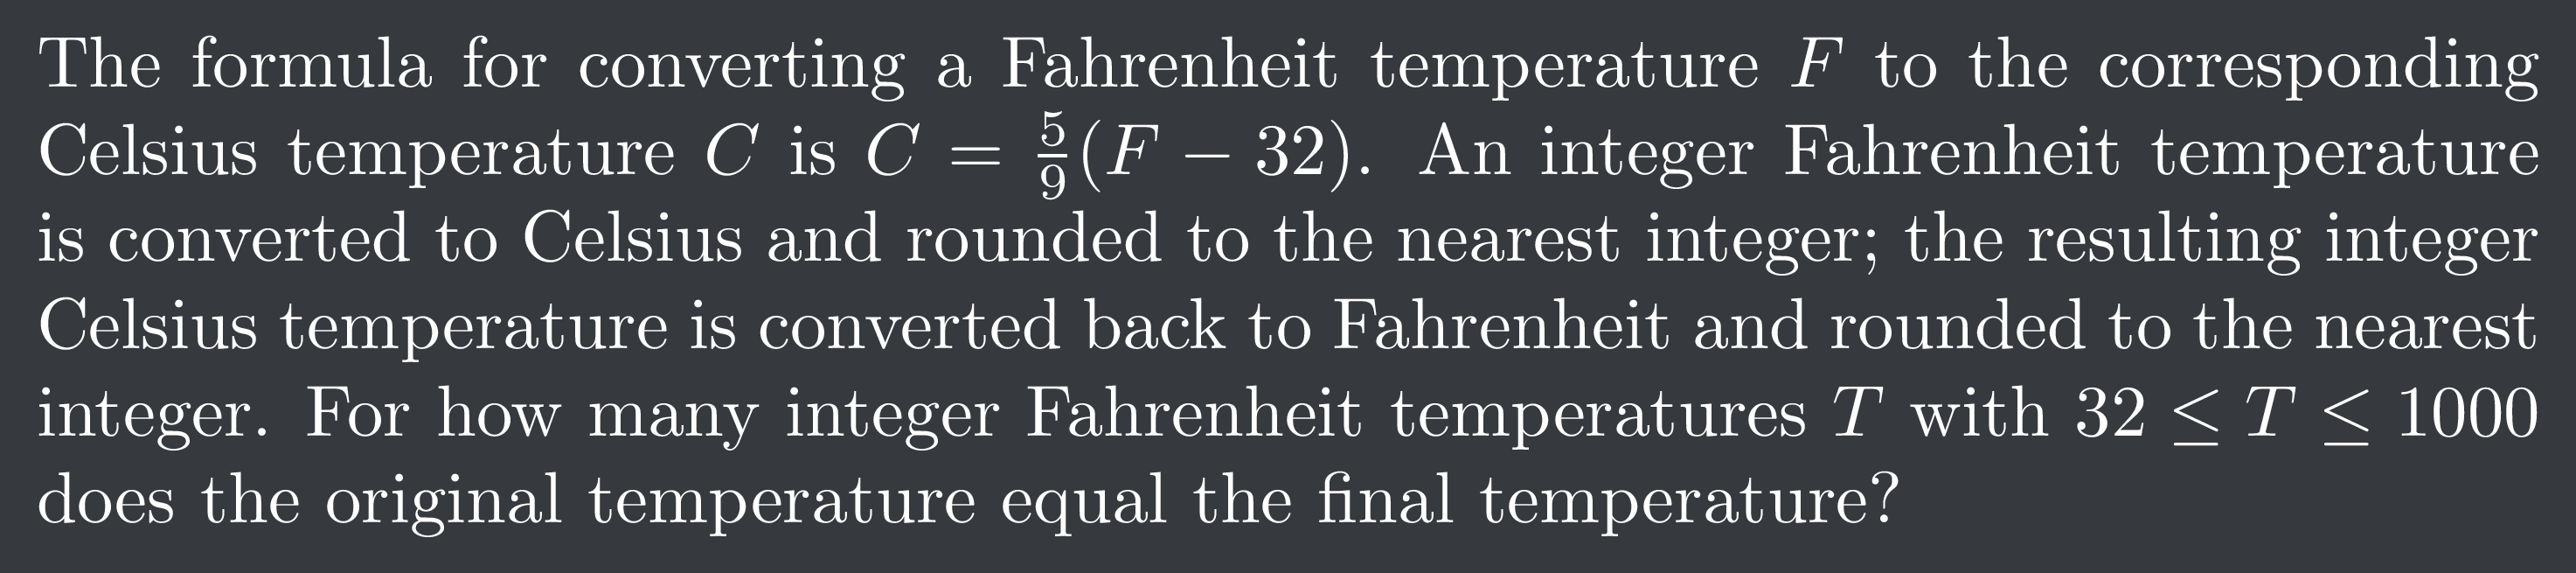 The formula for converting a Fahrenheit temperature F to the corresponding
Celsius temperature C is C = 5/9(F − 32). An integer Fahrenheit temperature
is converted to Celsius and rounded to the nearest integer; the resulting integer
Celsius temperature is converted back to Fahrenheit and rounded to the nearest
integer. For how many integer Fahrenheit temperatures T with 32 ≤ T ≤ 1000
does the original temperature equal the final temperature?